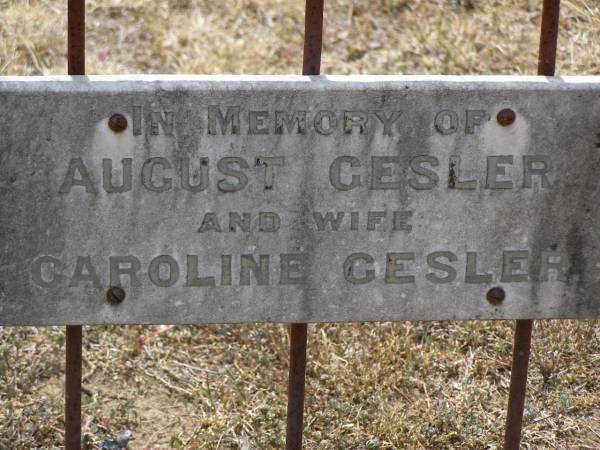 IN MEMORY OF
AUGUST GESLER
AND WIFE
CAROLINE GESLER